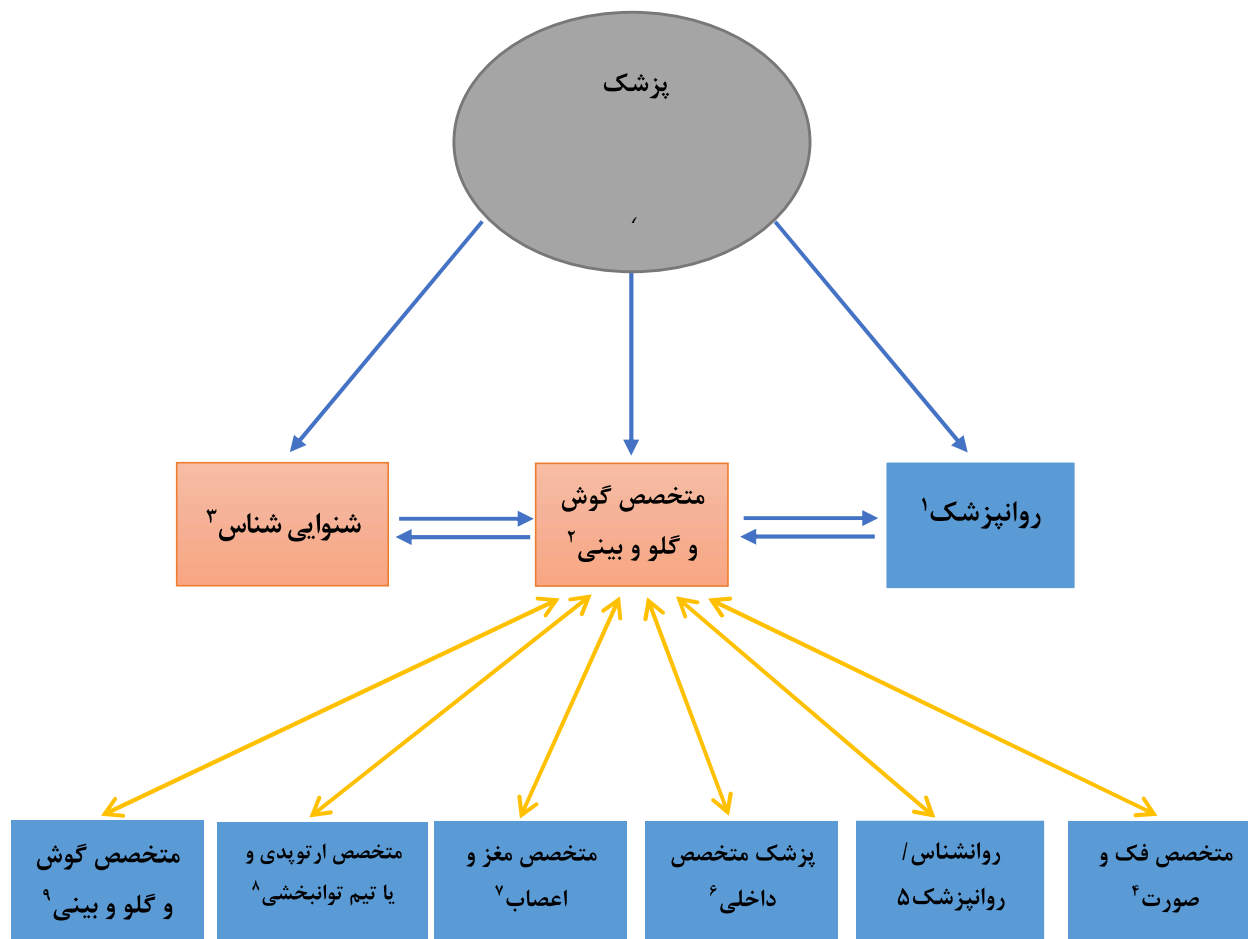 پزشک
،
روانپزشک۱
متخصص گوش
و گلو و بینی۲
شنوایی شناس۳
متخصص فک و
صورت۴
روانشناس/
روانپزشک۵
پزشک متخصص
داخلی۶
متخصص مغز و
اعصاب۷
متخصص ارتوپدی و
یا تیم توانبخشی۸
متخصص گوش
و گلو و بینی۹